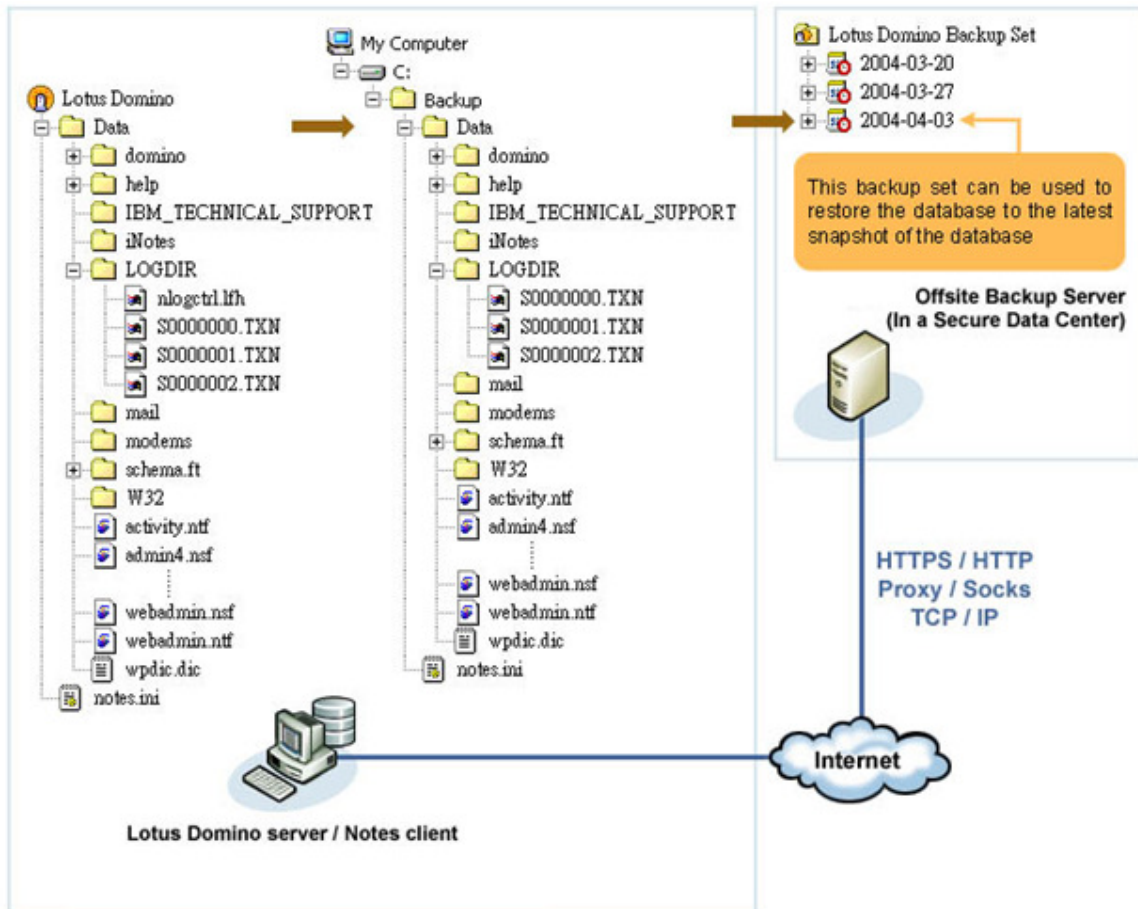 Lotus Domino
Data
domino
help
IBM_TECHNICAL_SUPPORT
iNotes
LOGDIR
nlogctrl.lfh
S0000000.TXN
S0000001.TXN
S0000002.TXN
mail
modems
schema.ft
W32
activity.ntf
admin4.nsf
webadmin.nsf
webadmin.ntf
wpdic.dic
notes.ini
My Computer
C:
Backup
Data
domino
help
IBM_TECHNICAL_SUPPORT
iNotes
LOGDIR
S0000000.TXN
S0000001.TXN
S0000002.TXN
mail
modems
schema.ft
W32
activity.ntf
admin4.nsf
webadmin.nsf
webadmin.ntf
wpdic.dic
notes.ini
Lotus Domino server / Notes client
Lotus Domino Backup Set
2004-03-20
2004-03-27
2004-04-03
This backup set can be used to
restore the database to the latest
snapshot of the database
Offsite Backup Server
(In a Secure Data Center)
HTTPS / HTTP
Proxy / Socks
TCP / IP
Internet